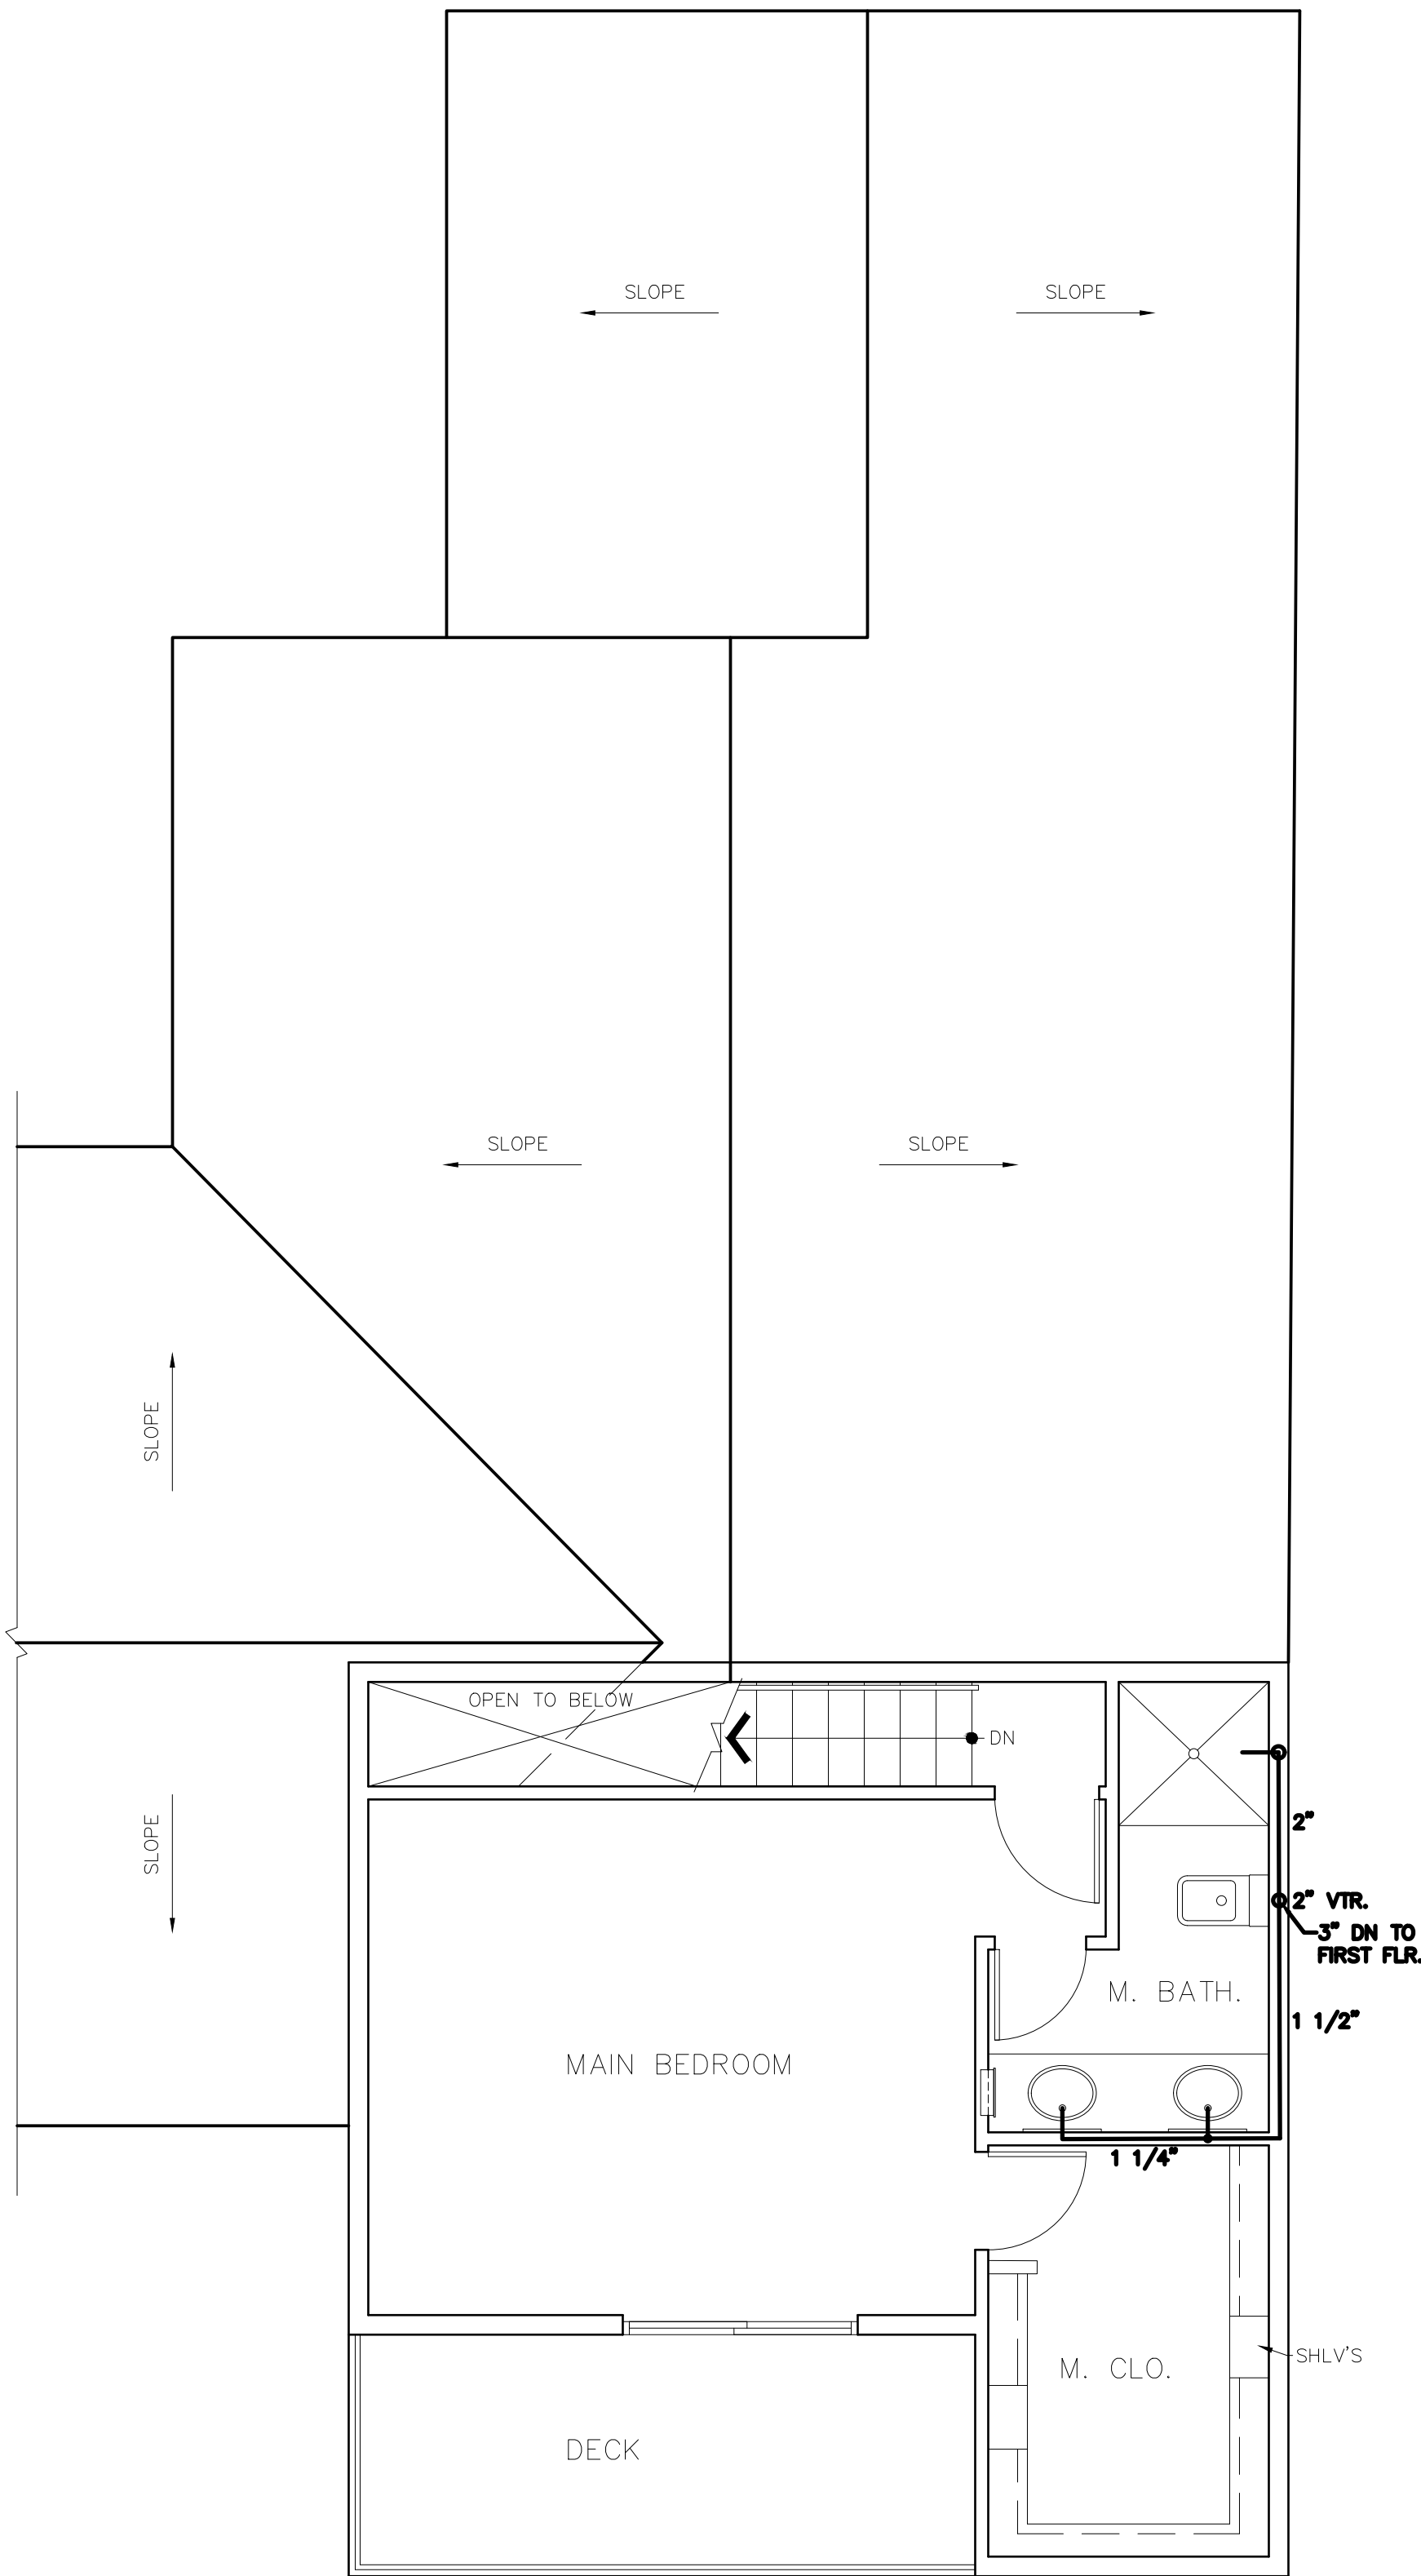 SLOPE
SLOPE
SLOPE
SLOPE
SLOPE
OPEN TO BELOW
DN
2"
SLOPE
2" VTR.
3" DN TO
FIRST FLR.
M. BATH.
1 1/2"
MAIN BEDROOM
1 1/4"
SHLV'S
M. CLO.
DECK